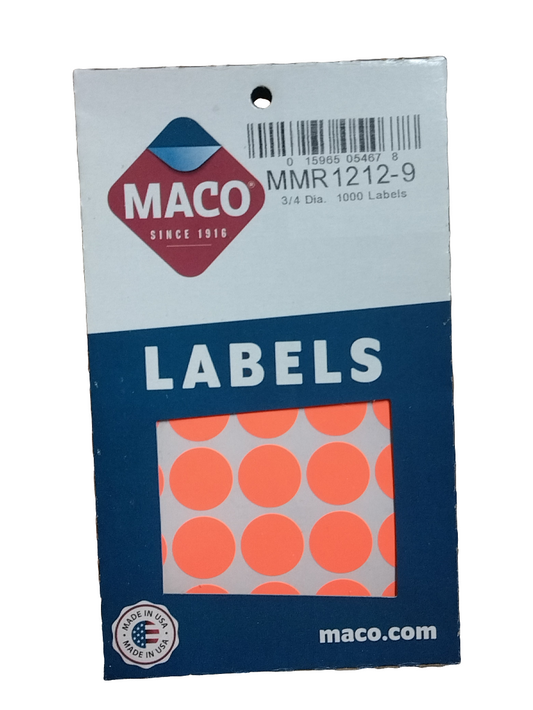 0 15965 05467 8
MMR1212-9
3/4 Dia. 1000 Labels
MACO®
SINCE 1916
LABELS
MADE IN USA
MADE IN USA
maco.com